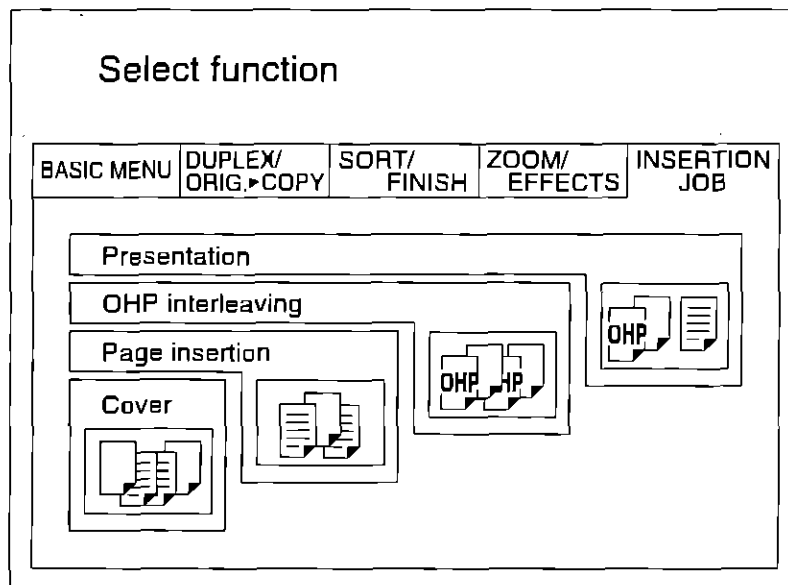 Select function
BASIC MENU
DUPLEX/
ORIG.▸COPY
SORT/
FINISH
ZOOM/
EFFECTS
INSERTION
JOB
Presentation
OHP interleaving
Page insertion
Cover
OHP
OHP
HP